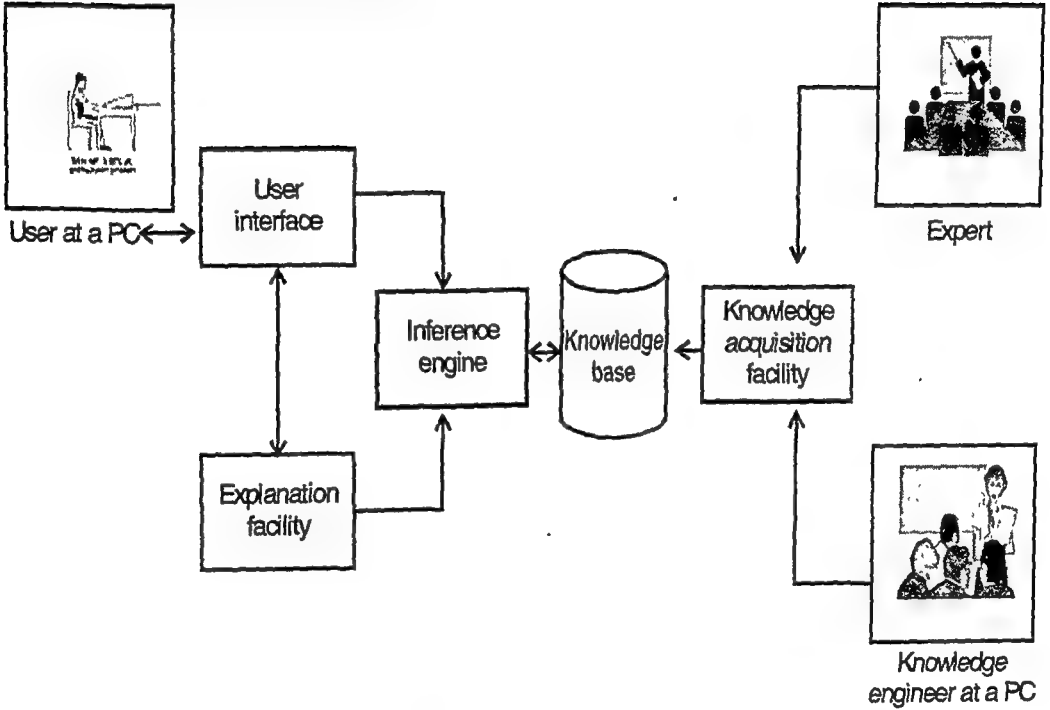 User at a PC
User
interface
Explanation
facility
Inference
engine
Knowledge
base
Knowledge
acquisition
facility
Expert
Knowledge
engineer at a PC